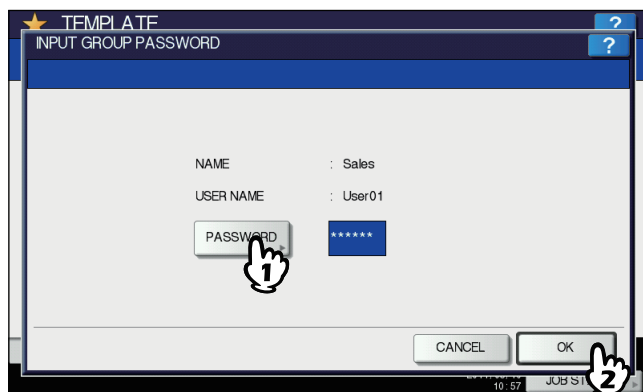 TEMPLATE ?
INPUT GROUP PASSWORD ?
NAME : Sales
USER NAME : User01
PASSWORD ******
1
CANCEL OK
2
10:57 JOB ST